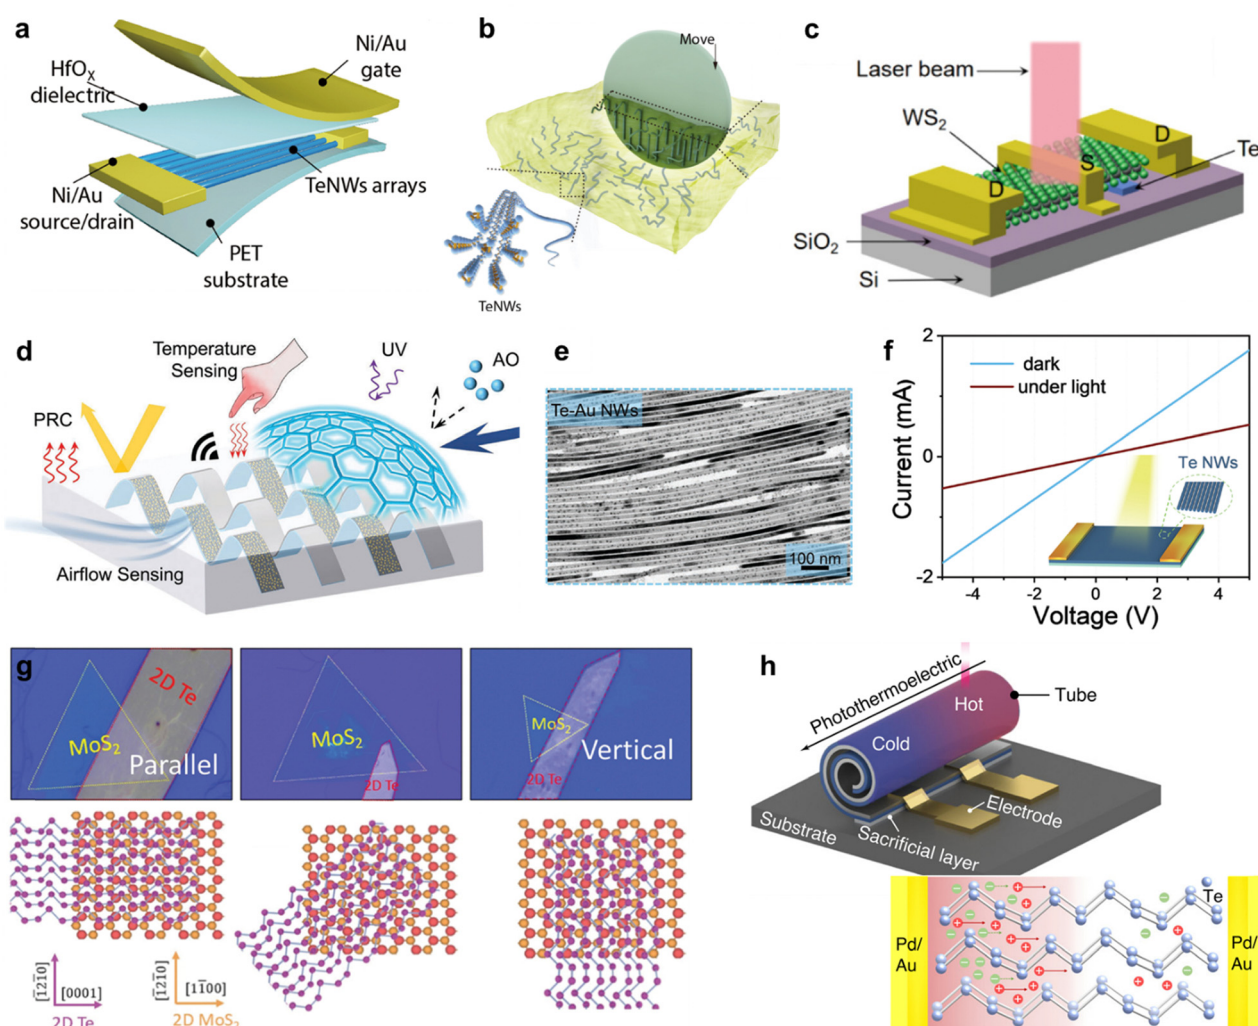 a
HfOₓ
dielectric
Ni/Au
gate
TeNWs arrays
Ni/Au
source/drain
PET
substrate
b
Move
TeNWs
c
Laser beam
WS₂
D
S
D
Te
SiO₂
Si
d
Temperature
Sensing
UV
AO
PRC
Airflow Sensing
e
Te-Au NWs
100 nm
f
dark
under light
Te NWs
Current (mA)
2
0
-2
-4
-2
0
2
4
Voltage (V)
g
2D Te
MoS₂
Parallel
MoS₂
2D Te
MoS₂
Vertical
2D Te
[1̅21̅0]
[0001]
2D Te
[1̅21̅0]
[11̅00]
2D MoS₂
h
Photothermoelectric
Hot
Tube
Cold
Electrode
Sacrificial layer
Substrate
Te
Pd/
Au
Pd/
Au